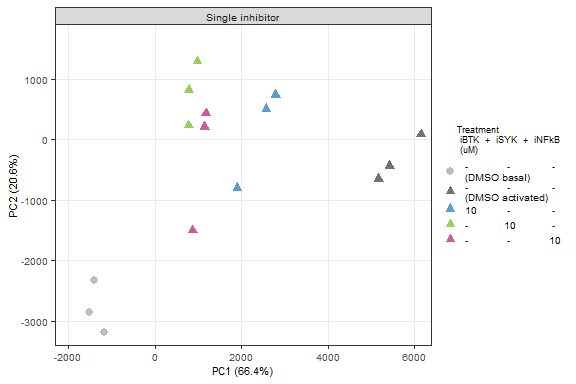 Single inhibitor
1000
0
-1000
-2000
-3000
PC2 (20.6%)
-2000 0 2000 4000 6000
PC1 (66.4%)
Treatment
iBTK + iSYK + iNFkB
(uM)
- - -
(DMSO basal)
- - -
(DMSO activated)
10 - -
- 10 -
- - 10